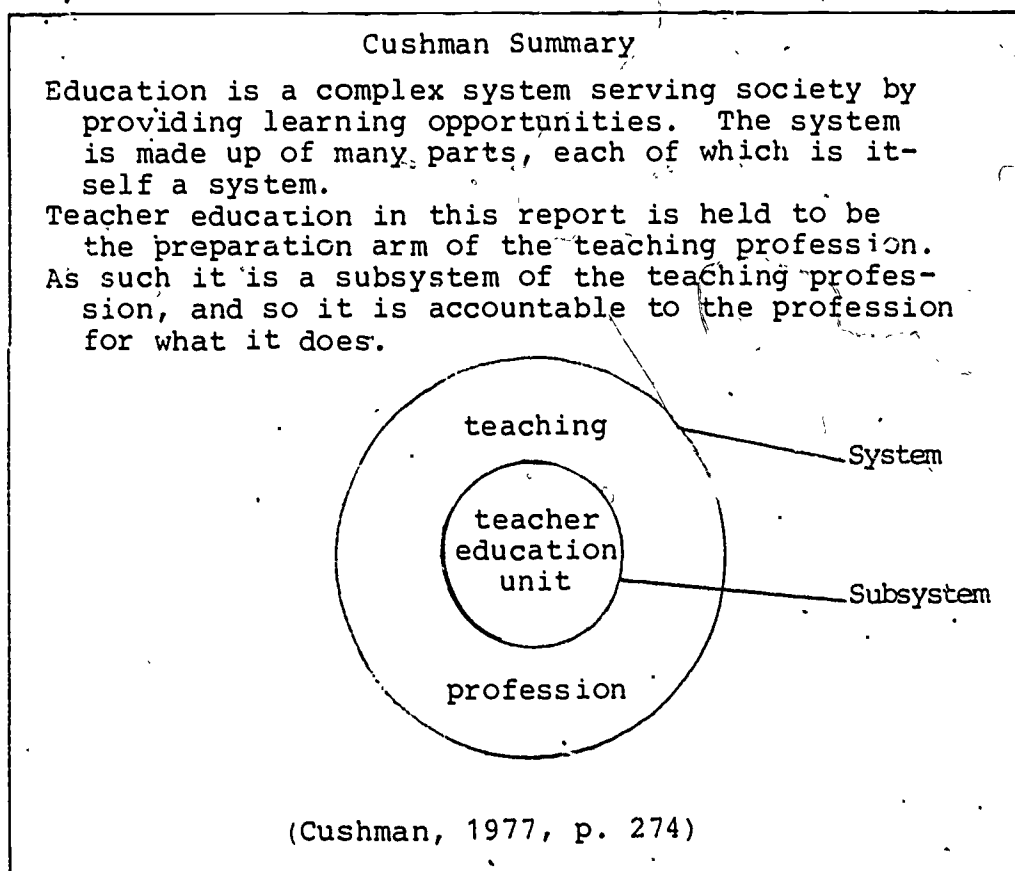 Cushman Summary
Education is a complex system serving society by
providing learning opportunities. The system
is made up of many parts, each of which is it-
self a system.
Teacher education in this report is held to be
the preparation arm of the teaching profession.
As such it is a subsystem of the teaching profes-
sion, and so it is accountable to the profession
for what it does.
teaching
System
teacher
education
unit
Subsystem
profession
(Cushman, 1977, p. 274)